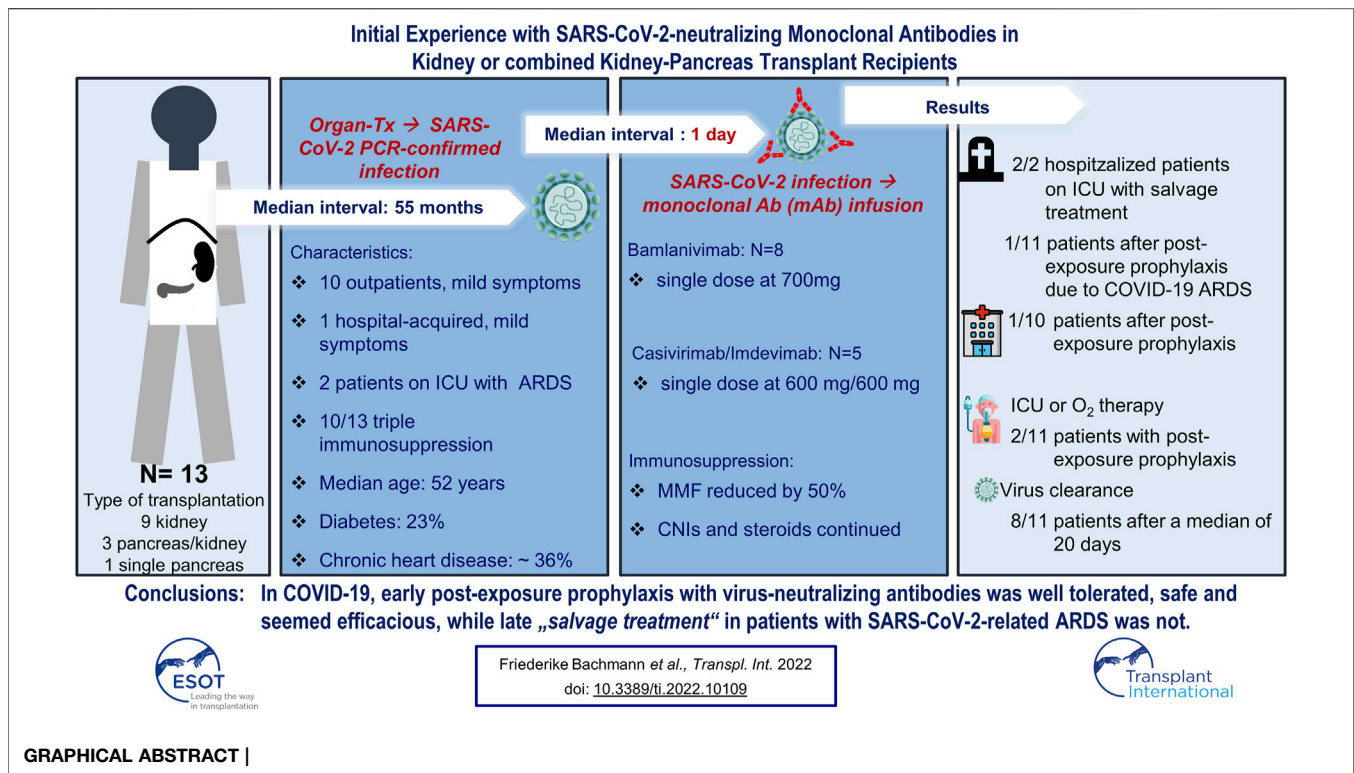 Initial Experience with SARS-CoV-2-neutralizing Monoclonal Antibodies in
Kidney or combined Kidney-Pancreas Transplant Recipients
N= 13
Type of transplantation
9 kidney
3 pancreas/kidney
1 single pancreas
Organ-Tx → SARS-
CoV-2 PCR-confirmed
infection
Median interval: 55 months
Characteristics:
❖ 10 outpatients, mild symptoms
❖ 1 hospital-acquired, mild
symptoms
❖ 2 patients on ICU with ARDS
❖ 10/13 triple
immunosuppression
❖ Median age: 52 years
❖ Diabetes: 23%
❖ Chronic heart disease: ~ 36%
Median interval : 1 day
SARS-CoV-2 infection →
monoclonal Ab (mAb) infusion
Bamlanivimab: N=8
❖ single dose at 700mg
Casivirimab/Imdevimab: N=5
❖ single dose at 600 mg/600 mg
Immunosuppression:
❖ MMF reduced by 50%
❖ CNIs and steroids continued
Results
2/2 hospitzalized patients
on ICU with salvage
treatment
1/11 patients after post-
exposure prophylaxis
due to COVID-19 ARDS
1/10 patients after post-
exposure prophylaxis
ICU or O₂ therapy
2/11 patients with post-
exposure prophylaxis
Virus clearance
8/11 patients after a median of
20 days
Conclusions: In COVID-19, early post-exposure prophylaxis with virus-neutralizing antibodies was well tolerated, safe and
seemed efficacious, while late „salvage treatment“ in patients with SARS-CoV-2-related ARDS was not.
ESOT
Leading the way
in transplantation
Friederike Bachmann et al., Transpl. Int. 2022
doi: 10.3389/ti.2022.10109
Transplant
International
GRAPHICAL ABSTRACT |